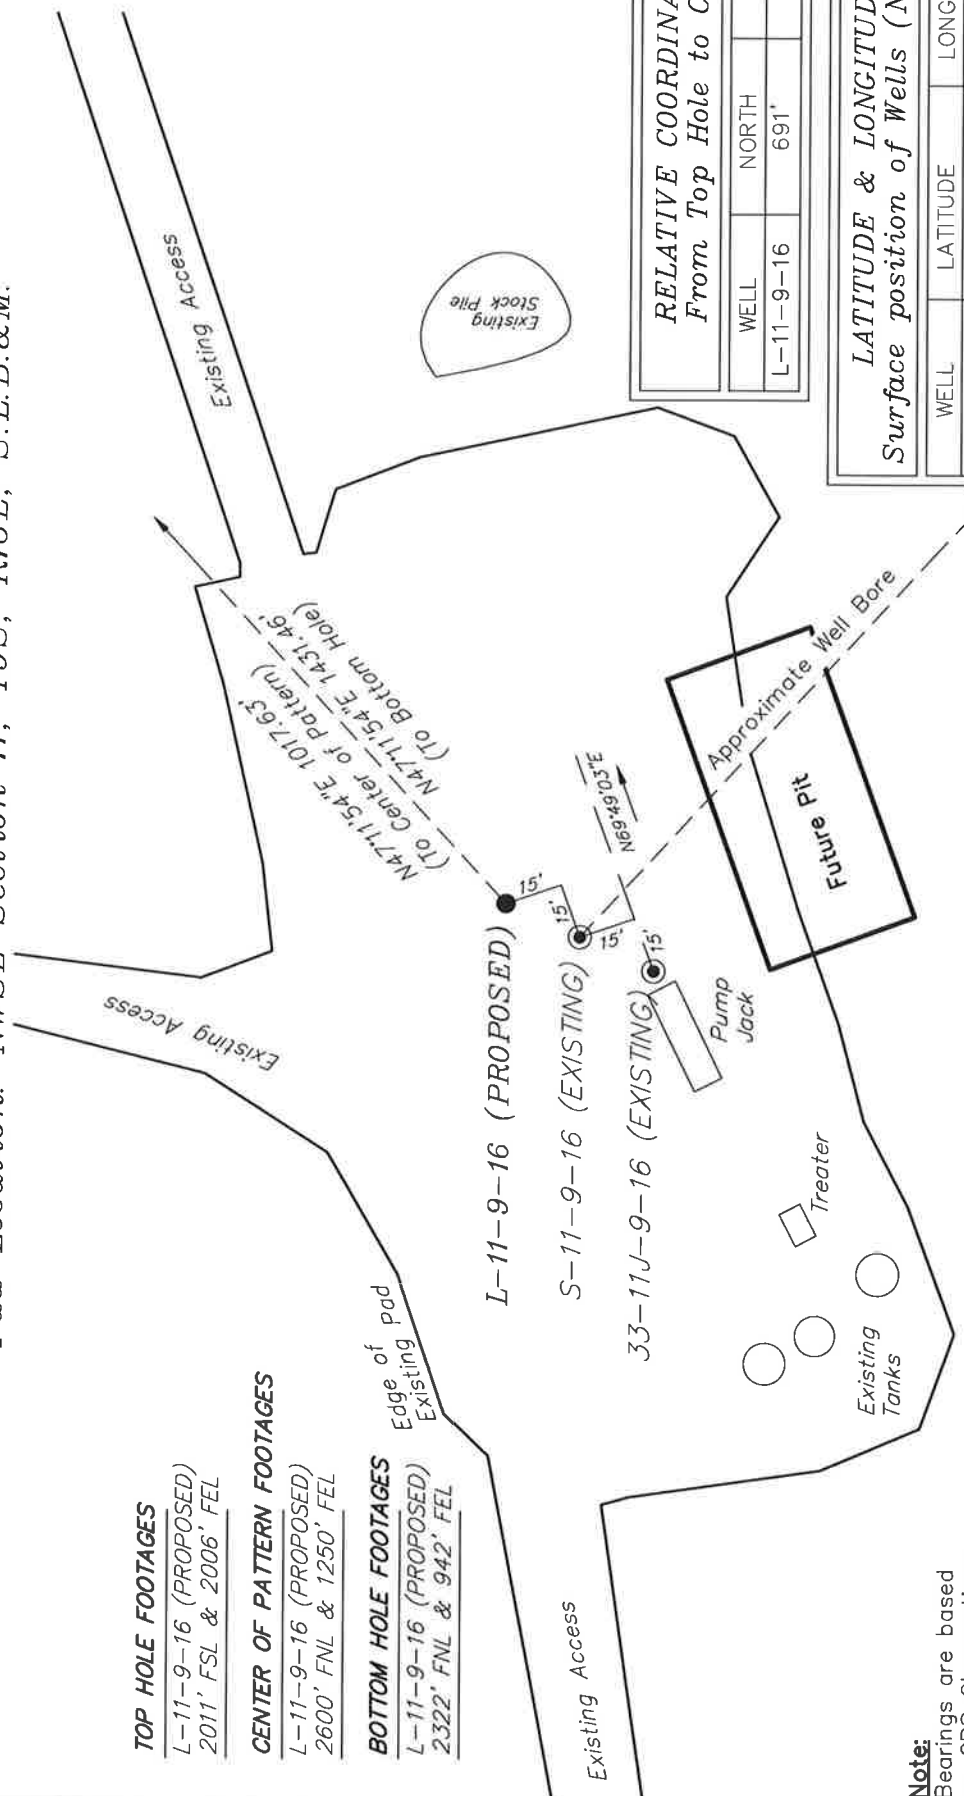 TOP HOLE FOOTAGES
L-11-9-16 (PROPOSED)
2011' FSL & 2006' FEL
CENTER OF PATTERN FOOTAGES
L-11-9-16 (PROPOSED)
2600' FNL & 1250' FEL
BOTTOM HOLE FOOTAGES
L-11-9-16 (PROPOSED)
2322' FNL & 942' FEL
Edge of
Existing Pad
Existing Access
Existing Access
Existing Access
N47°11'54"E 1017.63'
(To Center of Pattern)
N47°11'54"E 1431.46'
(To Bottom Hole)
Existing
Stock Pile
L-11-9-16 (PROPOSED)
S-11-9-16 (EXISTING)
33-11J-9-16 (EXISTING)
15'
15'
15'
15'
N69°49'03"E
Pump
Jack
Treater
Existing
Tanks
Future Pit
Approximate Well Bore
RELATIVE COORDINA
From Top Hole to C
WELL NORTH
L-11-9-16 691'
LATITUDE & LONGITUD
Surface position of Wells (N
WELL LATITUDE LONG
Note:
Bearings are based